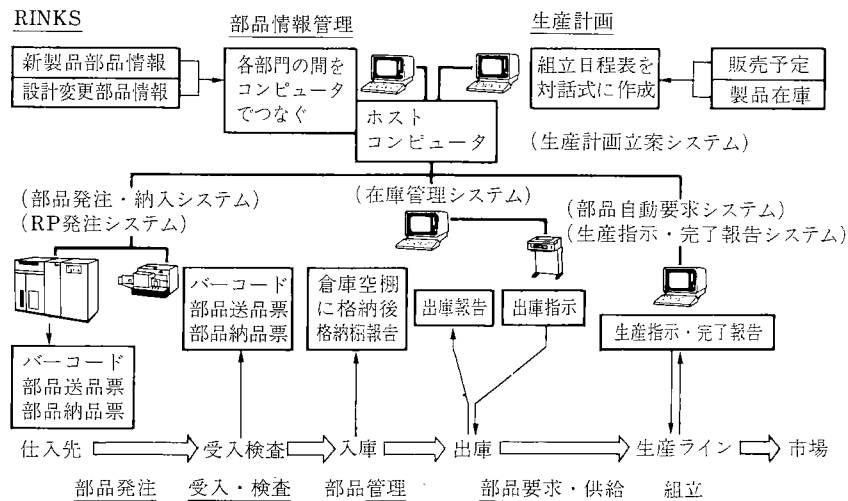 RINKS
部品情報管理
生産計画
新製品部品情報
設計変更部品情報
各部門の間を
コンピュータ
でつなぐ
ホスト
コンピュータ
組立日程表を
対話式に作成
販売予定
製品在庫
(生産計画立案システム)
(部品発注・納入システム)
(RP発注システム)
(在庫管理システム)
(部品自動要求システム)
(生産指示・完了報告システム)
バーコード
部品送品票
部品納品票
バーコード
部品送品票
部品納品票
倉庫空棚
に格納後
格納棚報告
出庫報告
出庫指示
生産指示・完了報告
仕入先
受入検査
入庫
出庫
生産ライン
市場
部品発注
受入・検査
部品管理
部品要求・供給
組立